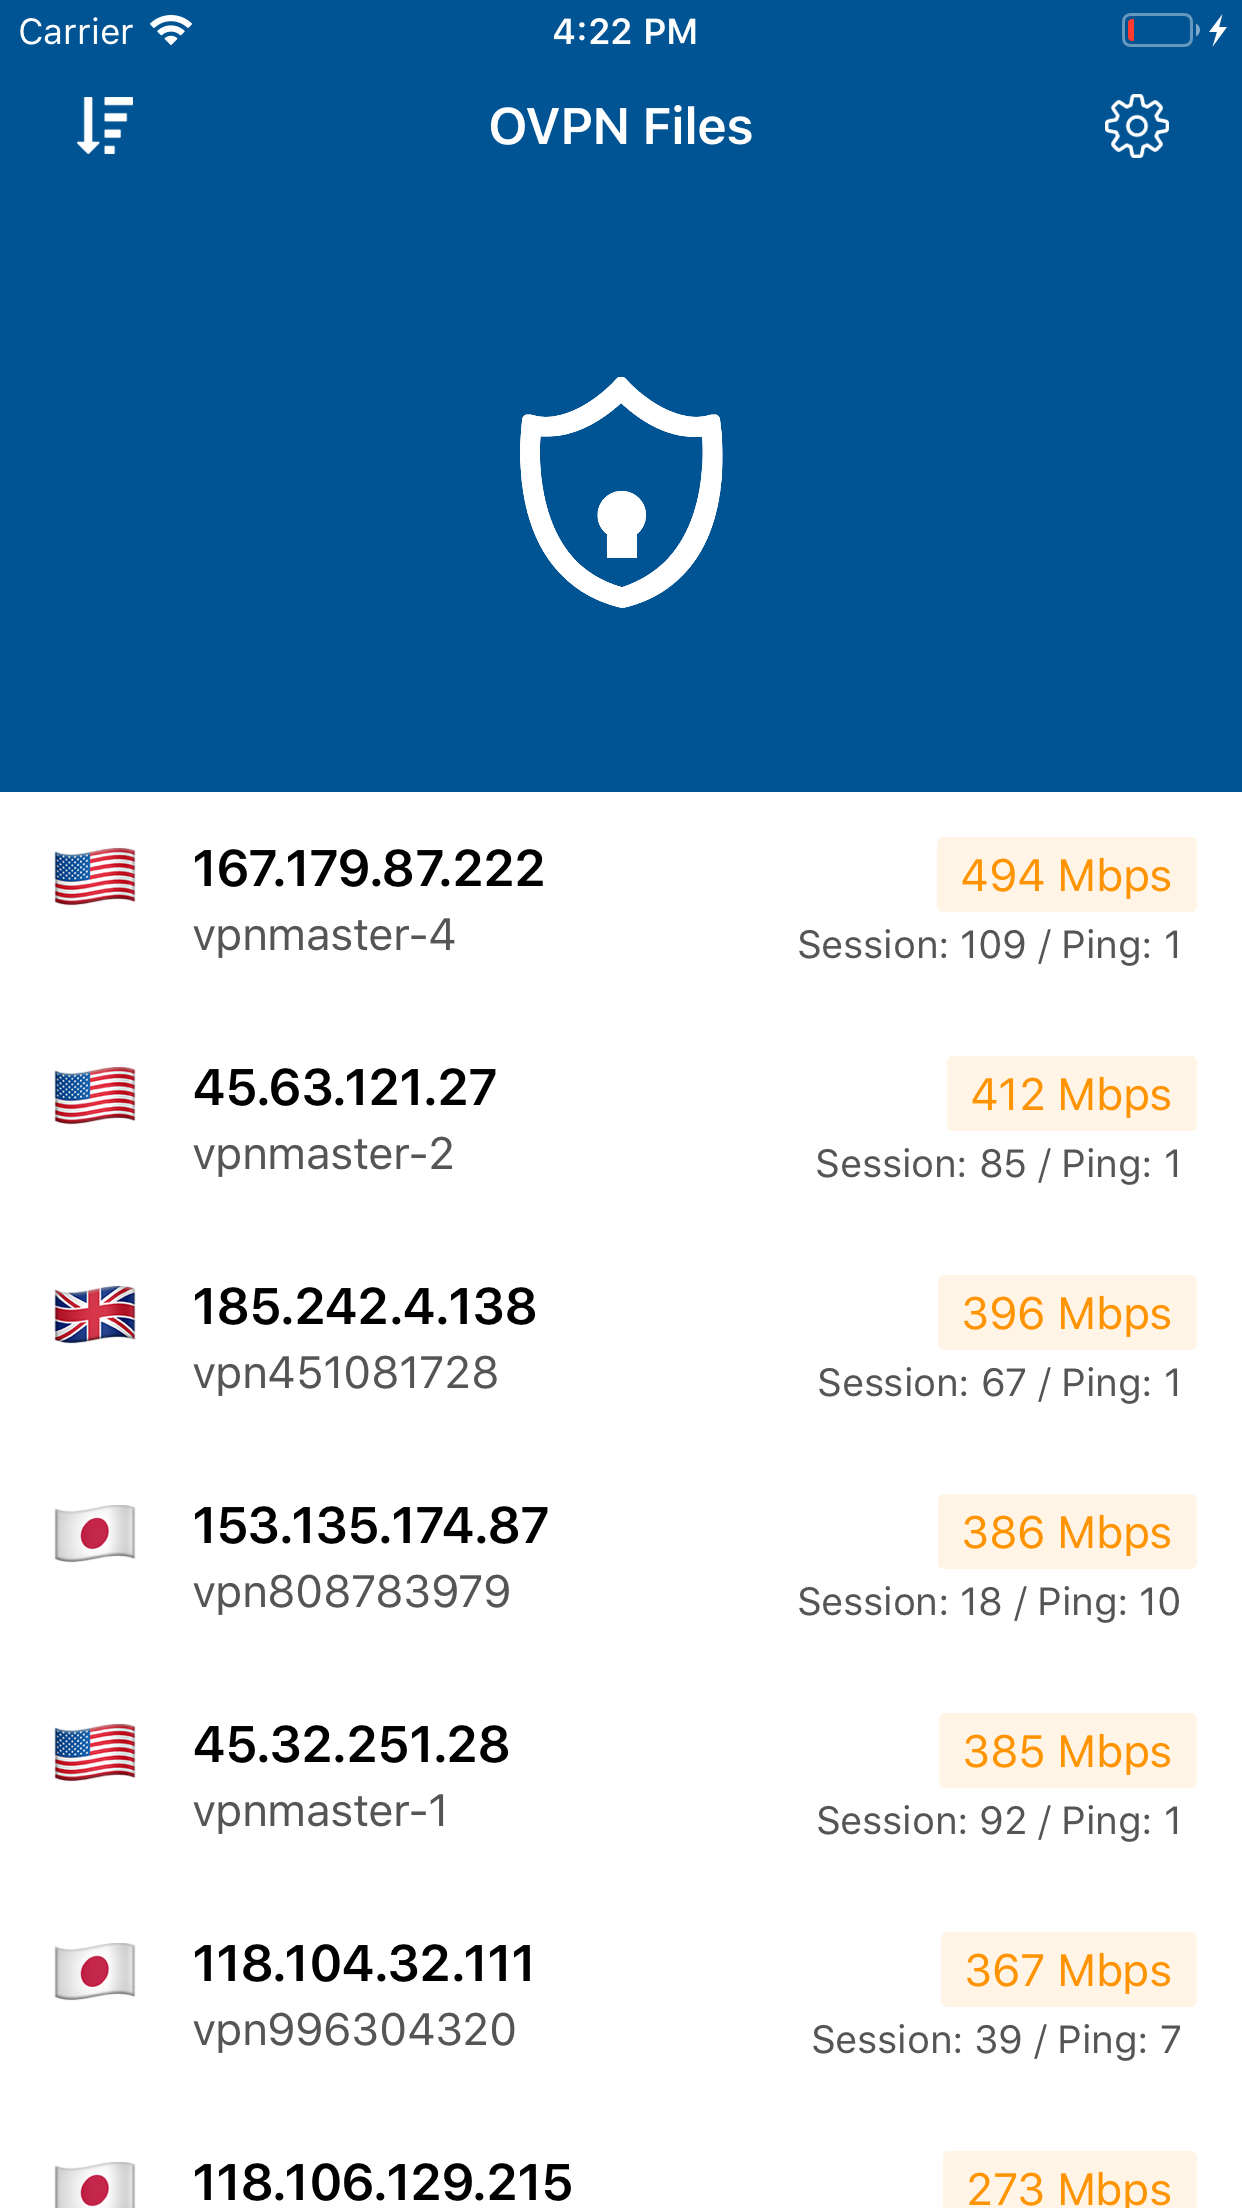 Carrier 4:22 PM
OVPN Files
167.179.87.222 494 Mbps
vpnmaster-4 Session: 109 / Ping: 1
45.63.121.27 412 Mbps
vpnmaster-2 Session: 85 / Ping: 1
185.242.4.138 396 Mbps
vpn451081728 Session: 67 / Ping: 1
153.135.174.87 386 Mbps
vpn808783979 Session: 18 / Ping: 10
45.32.251.28 385 Mbps
vpnmaster-1 Session: 92 / Ping: 1
118.104.32.111 367 Mbps
vpn996304320 Session: 39 / Ping: 7
118.106.129.215 273 Mbps